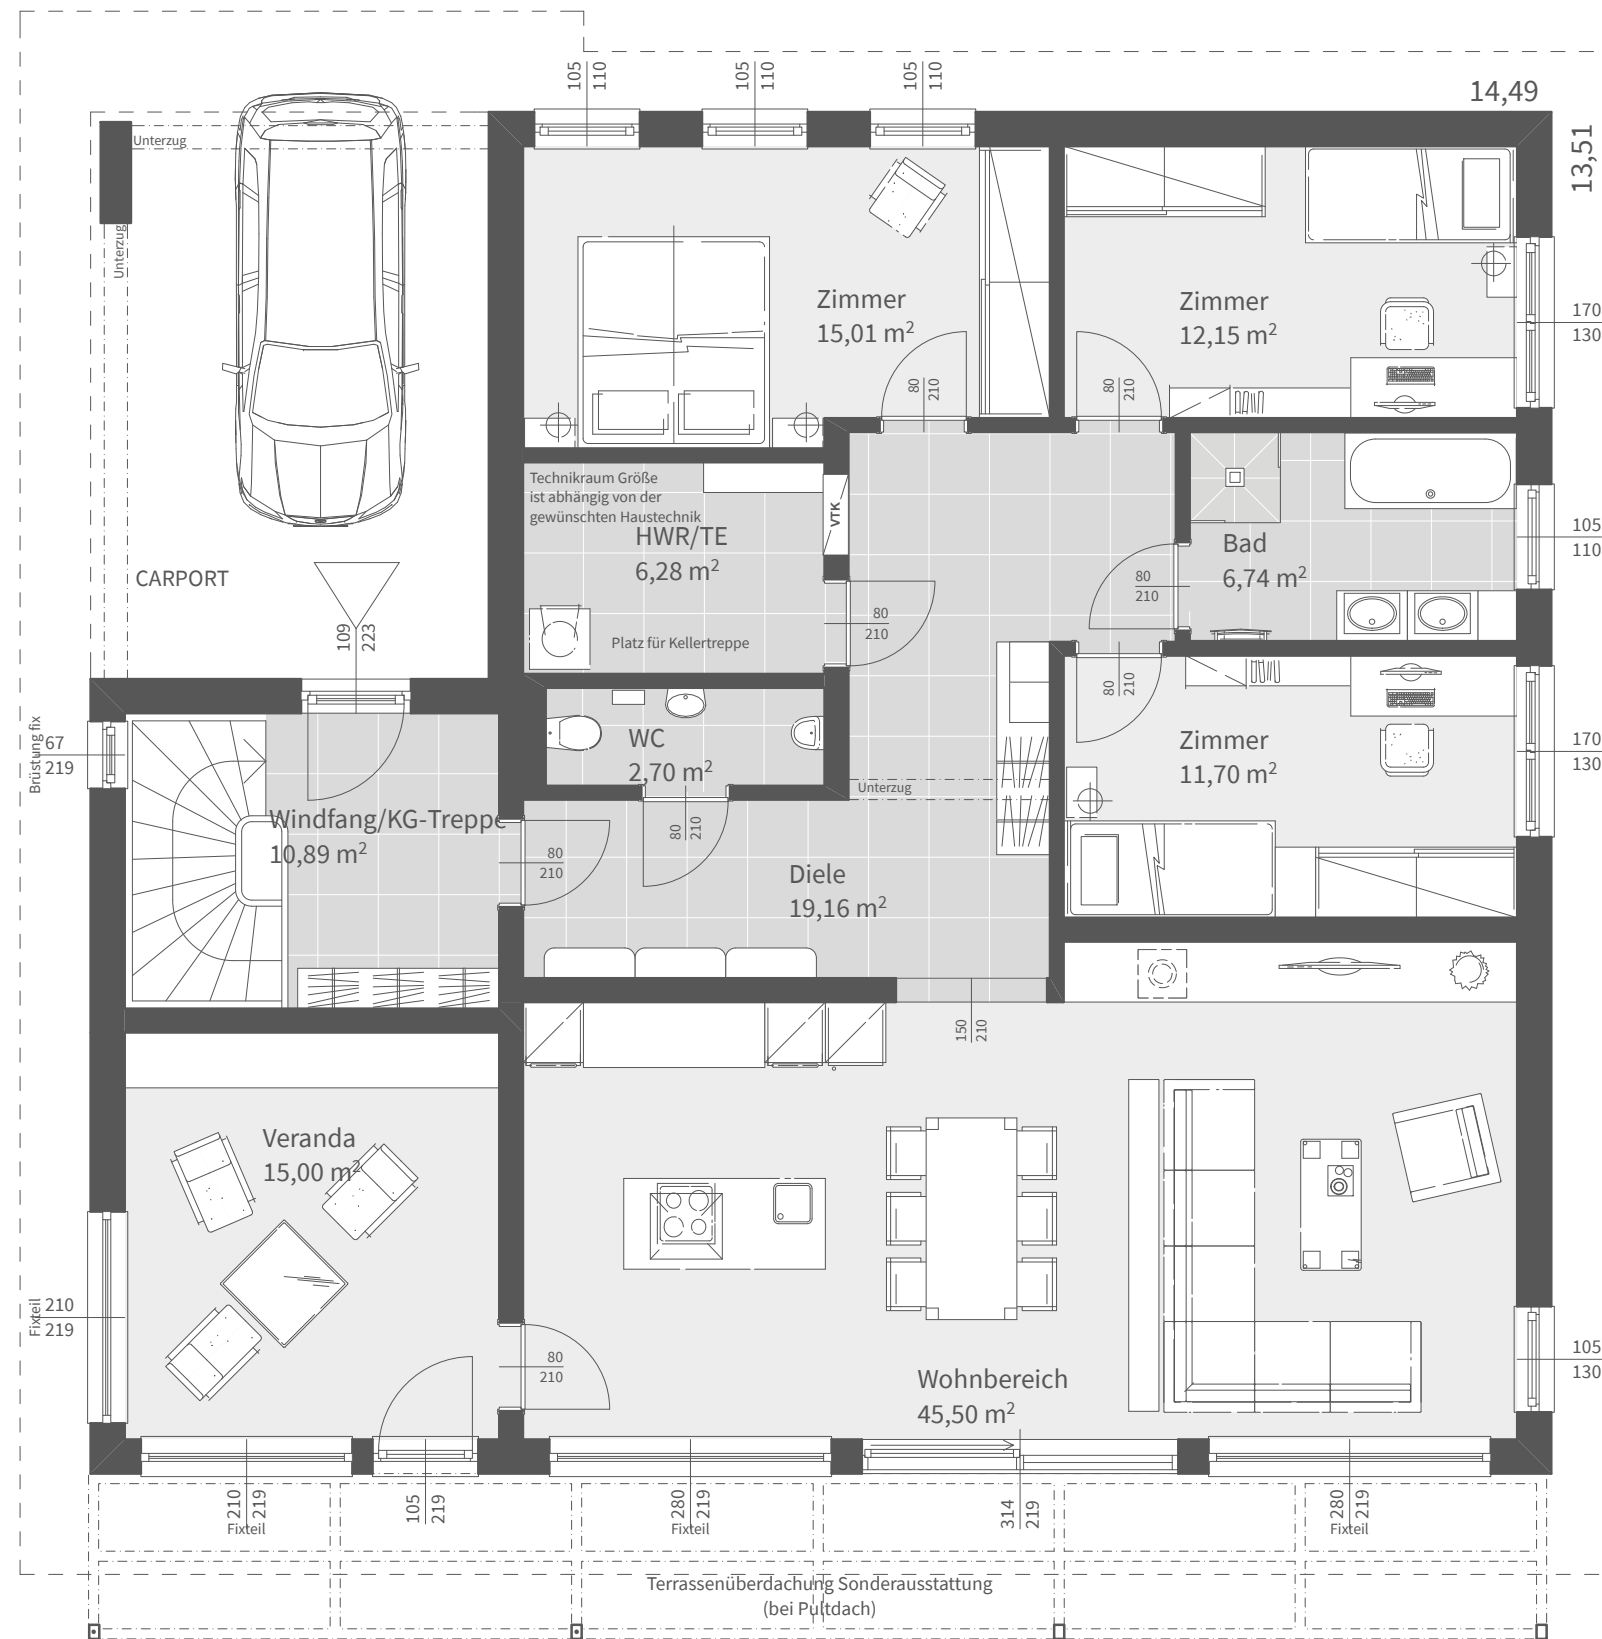 105
110
105
110
105
110
14,49
13,51
Unterzug
Unterzug
Zimmer
15,01 m²
Zimmer
12,15 m²
170
130
80
210
80
210
Technikraum Größe
ist abhängig von der
gewünschten Haustechnik
VTK
HWR/TE
6,28 m²
Bad
6,74 m²
105
110
CARPORT
80
210
80
210
109
223
Platz für Kellertreppe
80
210
Brüstung fix
67
219
WC
2,70 m²
Zimmer
11,70 m²
170
130
Unterzug
Windfang/KG-Treppe
10,89 m²
80
210
80
210
Diele
19,16 m²
150
210
Veranda
15,00 m²
Fixteil
210
219
80
210
Wohnbereich
45,50 m²
105
130
210
219
Fixteil
105
219
280
219
Fixteil
314
219
280
219
Fixteil
Terrassenüberdachung Sonderausstattung
(bei Pultdach)